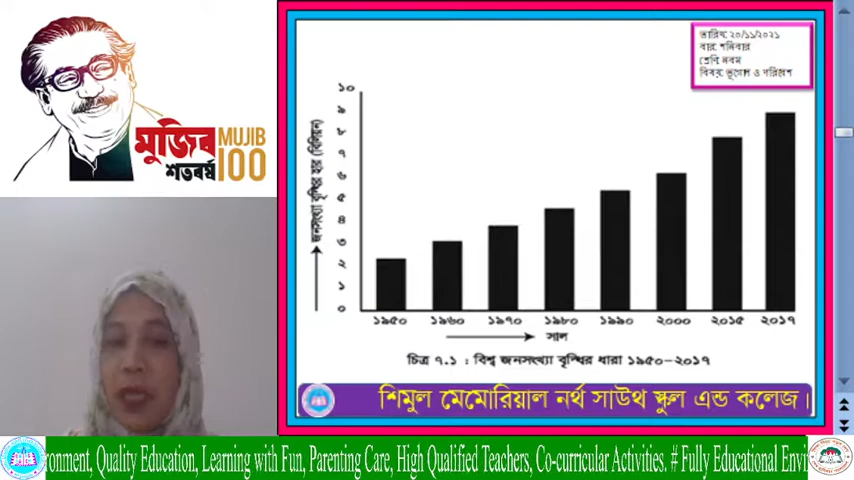 মুজিব
শতবর্ষ
MUJIB
100
তারিখ: ২০/১১/২০২১
বার: শনিবার
শ্রেণি: নবম
বিষয়: ভূগোল ও পরিবেশ
জনসংখ্যা বৃদ্ধির হার (বিলিয়ন)
১০
৯
৮
৭
৬
৫
৪
৩
২
১
০
১৯৫০ ১৯৬০ ১৯৭০ ১৯৮০ ১৯৯০ ২০০০ ২০১৫ ২০১৭
সাল
চিত্র ৭.১ : বিশ্ব জনসংখ্যা বৃদ্ধির ধারা ১৯৫০-২০১৭
শিমুল মেমোরিয়াল নর্থ সাউথ স্কুল এন্ড কলেজ।
ronment, Quality Education, Learning with Fun, Parenting Care, High Qualified Teachers, Co-curricular Activities. # Fully Educational Envi